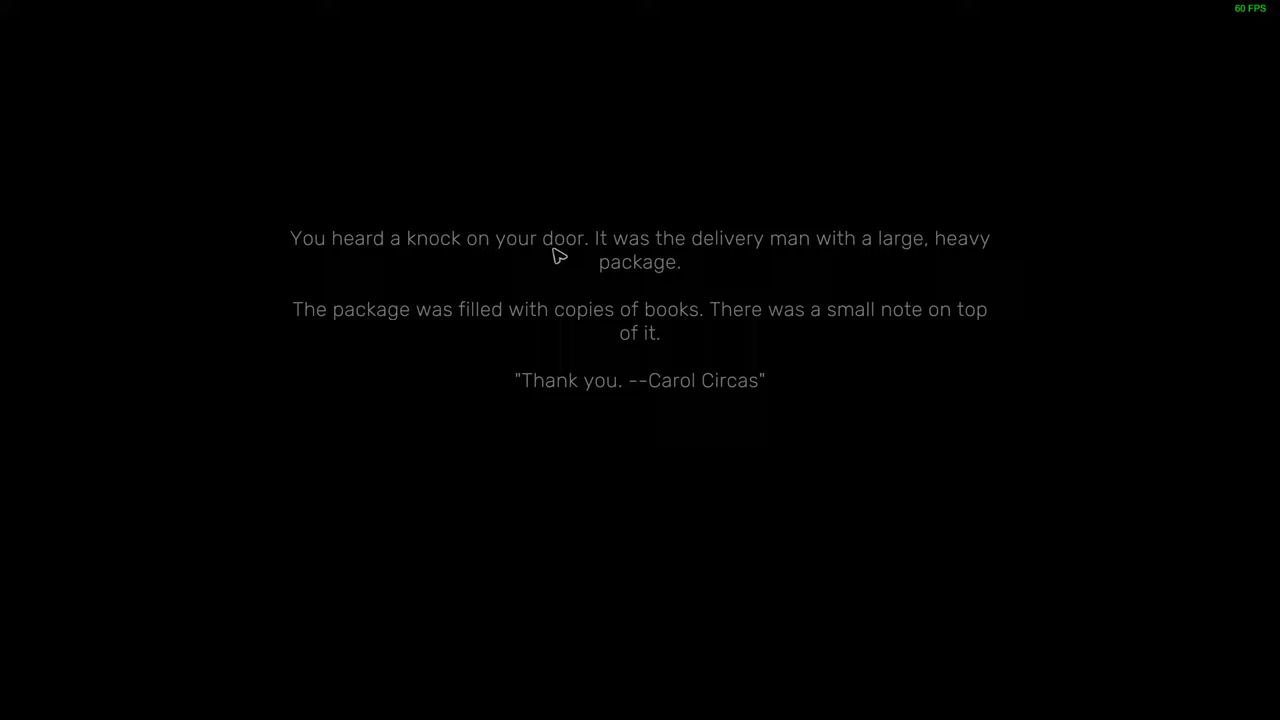 60 FPS
You heard a knock on your door. It was the delivery man with a large, heavy
package.
The package was filled with copies of books. There was a small note on top
of it.
"Thank you. --Carol Circas"